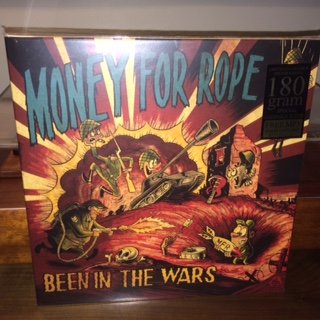 MONEY FOR ROPE
180
gram
BEEN IN THE WARS